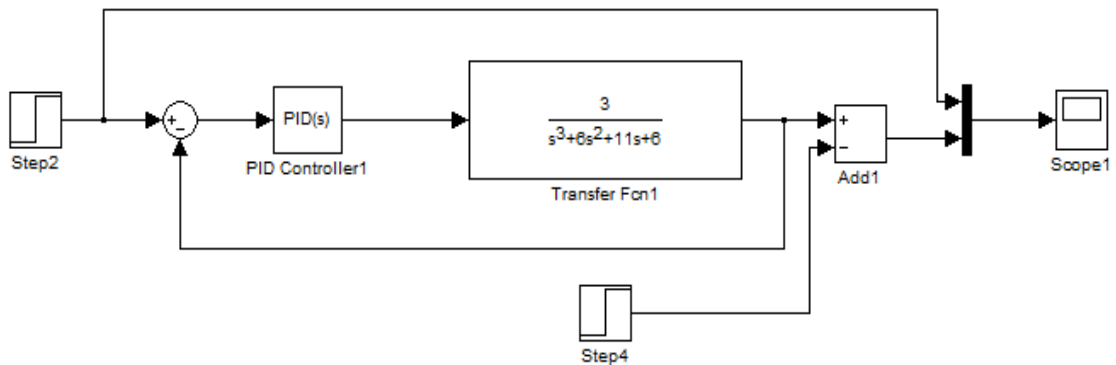 Step2
+
−
PID(s)
PID Controller1
3
s³+6s²+11s+6
Transfer Fcn1
+
−
Add1
Scope1
Step4